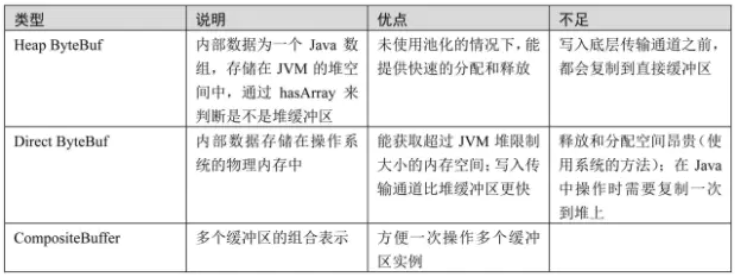 类型 说明 优点 不足
Heap ByteBuf
内部数据为一个 Java 数
组，存储在 JVM 的堆空
间中，通过 hasArray 来
判断是不是堆缓冲区
未使用池化的情况下，能
提供快速的分配和释放
写入底层传输通道之前，
都会复制到直接缓冲区
Direct ByteBuf
内部数据存储在操作系
统的物理内存中
能获取超过 JVM 堆限制
大小的内存空间；写入传
输通道比堆缓冲区更快
释放和分配空间昂贵（使
用系统的方法）；在 Java
中操作时需要复制一次
到堆上
CompositeBuffer
多个缓冲区的组合表示
方便一次操作多个缓冲
区实例